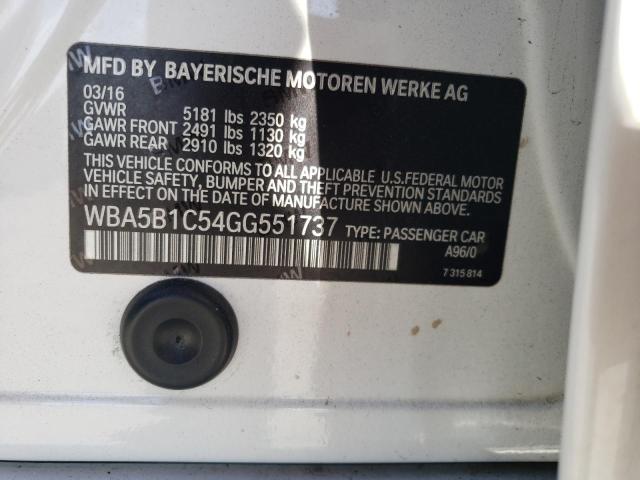 MFD BY BAYERISCHE MOTOREN WERKE AG
03/16
GVWR 5181 lbs 2350 kg
GAWR FRONT 2491 lbs 1130 kg
GAWR REAR 2910 lbs 1320 kg
THIS VEHICLE CONFORMS TO ALL APPLICABLE U.S.FEDERAL MOTOR
VEHICLE SAFETY, BUMPER AND THEFT PREVENTION STANDARDS
IN EFFECT ON THE DATE OF MANUFACTURE SHOWN ABOVE.
WBA5B1C54GG551737 TYPE: PASSENGER CAR
A96/0
7 315 814